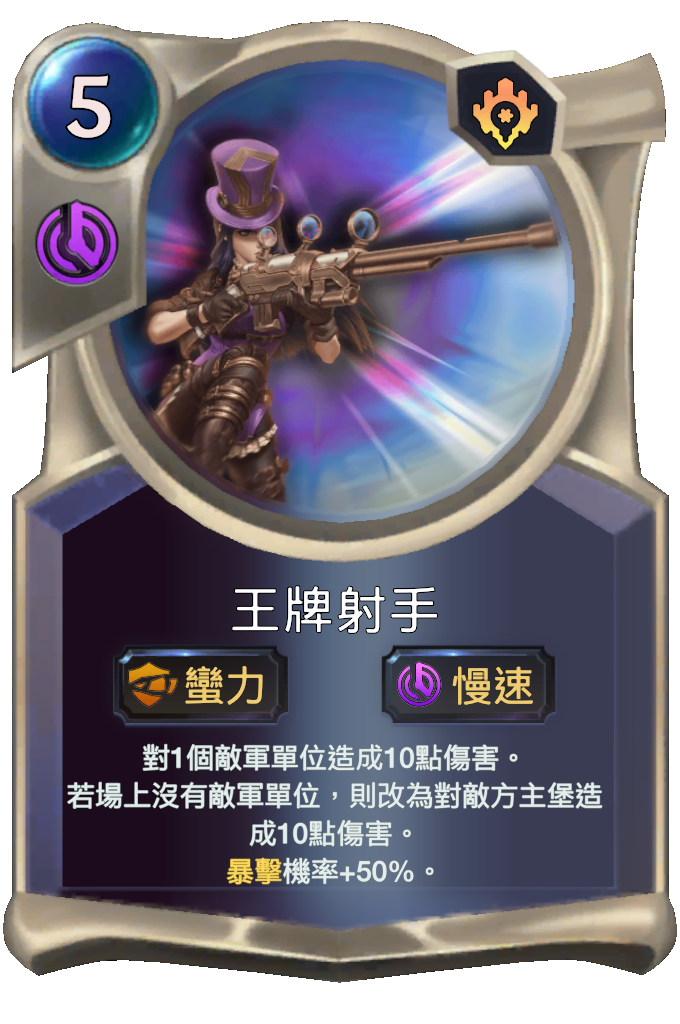 5
王牌射手
蠻力
慢速
對1個敵軍單位造成10點傷害。
若場上沒有敵軍單位，則改為對敵方主堡造
成10點傷害。
暴擊機率+50%。